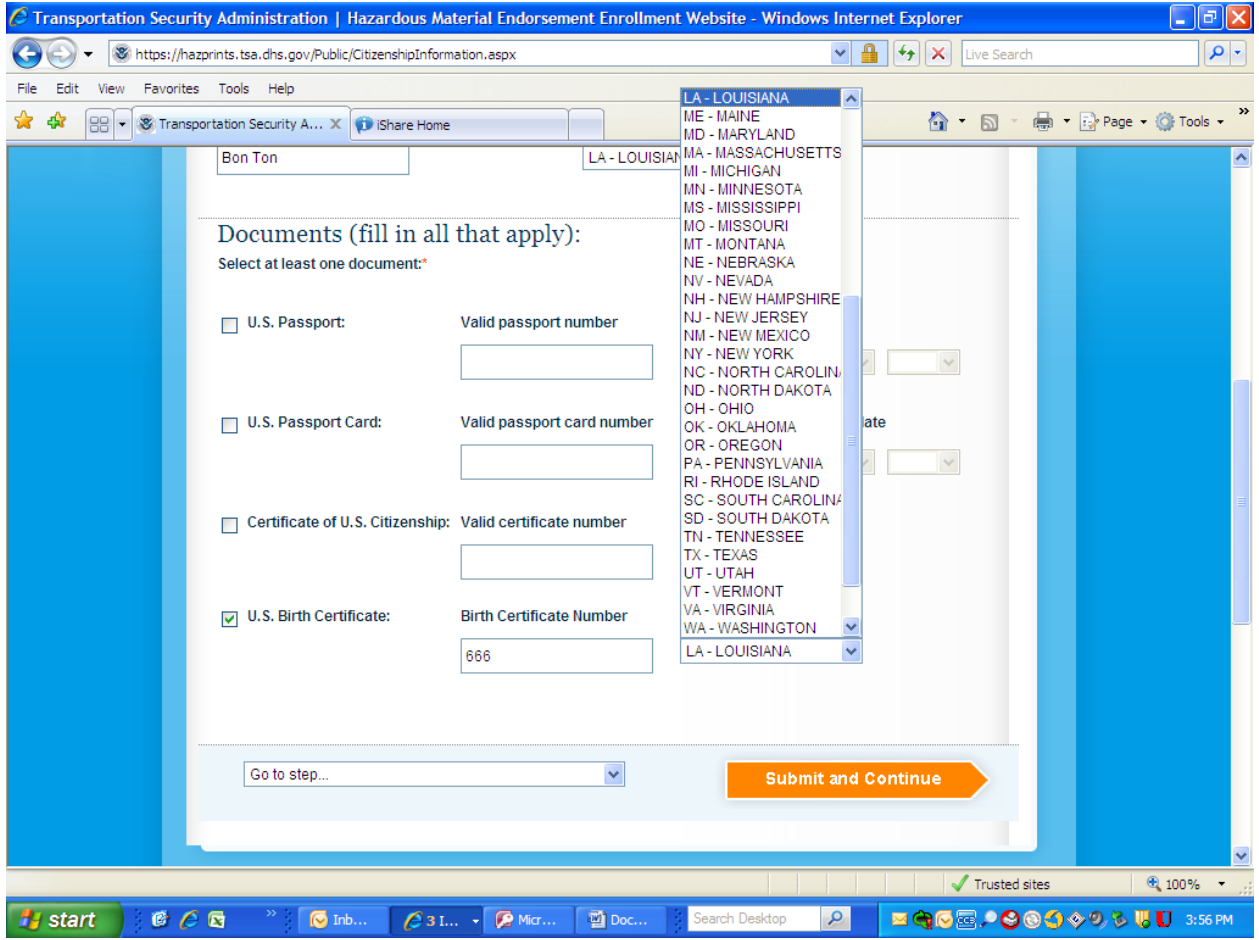 Transportation Security Administration | Hazardous Material Endorsement Enrollment Website - Windows Internet Explorer
https://hazprints.tsa.dhs.gov/Public/CitizenshipInformation.aspx
Live Search
File Edit View Favorites Tools Help
Transportation Security A... X
iShare Home
Page
Tools
»
Bon Ton
LA - LOUISIAN
Documents (fill in all that apply):
Select at least one document:*
U.S. Passport:
Valid passport number
U.S. Passport Card:
Valid passport card number
late
Certificate of U.S. Citizenship:
Valid certificate number
U.S. Birth Certificate:
Birth Certificate Number
666
LA - LOUISIANA
ME - MAINE
MD - MARYLAND
MA - MASSACHUSETTS
MI - MICHIGAN
MN - MINNESOTA
MS - MISSISSIPPI
MO - MISSOURI
MT - MONTANA
NE - NEBRASKA
NV - NEVADA
NH - NEW HAMPSHIRE
NJ - NEW JERSEY
NM - NEW MEXICO
NY - NEW YORK
NC - NORTH CAROLIN
ND - NORTH DAKOTA
OH - OHIO
OK - OKLAHOMA
OR - OREGON
PA - PENNSYLVANIA
RI - RHODE ISLAND
SC - SOUTH CAROLINA
SD - SOUTH DAKOTA
TN - TENNESSEE
TX - TEXAS
UT - UTAH
VT - VERMONT
VA - VIRGINIA
WA - WASHINGTON
LA - LOUISIANA
Go to step...
Submit and Continue
Trusted sites
100%
start
»
Inb...
3 I...
Micr...
Doc...
Search Desktop
CCE
3:56 PM